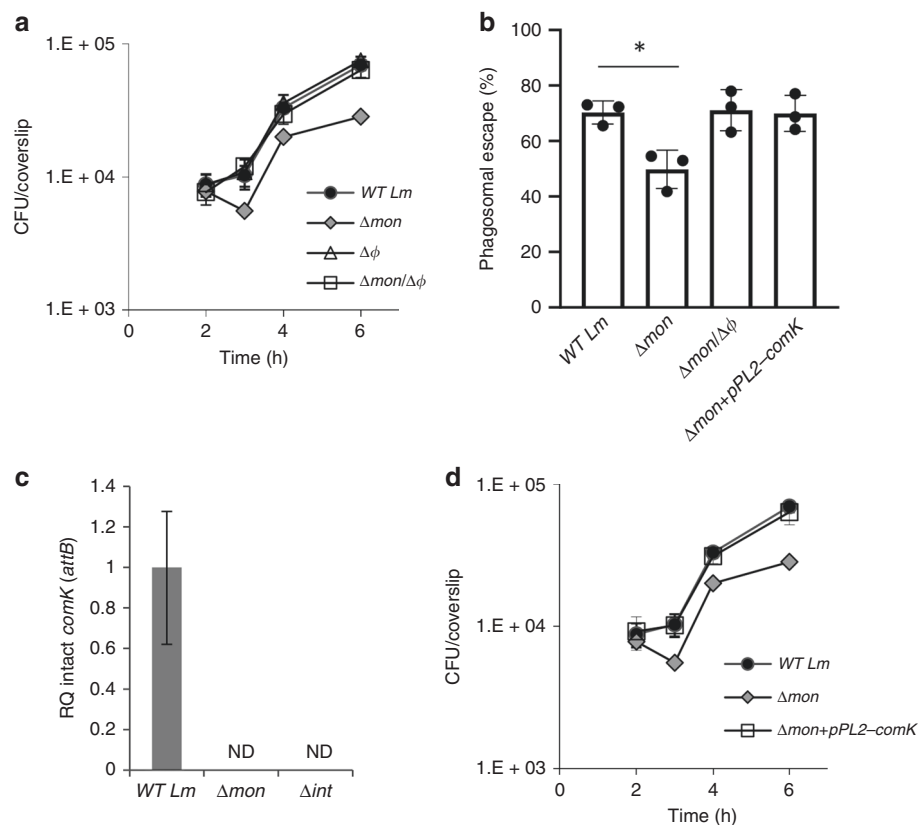 a
CFU/coverslip
1.E + 05
1.E + 04
1.E + 03
0
2
4
6
Time (h)
WT Lm
Δmon
Δϕ
Δmon/Δϕ
b
Phagosomal escape (%)
100
80
60
40
20
0
*
WT Lm
Δmon
Δmon/Δϕ
Δmon+pPL2–comK
c
RQ intact comK (attB)
1.4
1.2
1
0.8
0.6
0.4
0.2
0
ND
ND
WT Lm
Δmon
Δint
d
CFU/coverslip
1.E + 05
1.E + 04
1.E + 03
0
2
4
6
Time (h)
WT Lm
Δmon
Δmon+pPL2–comK